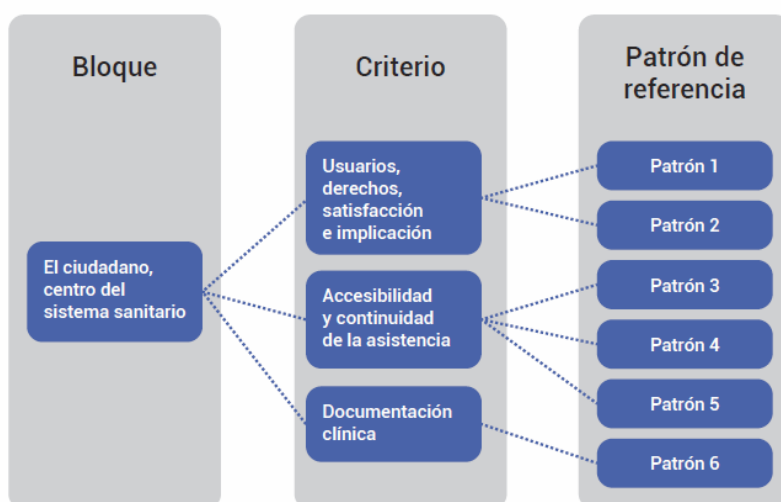 Bloque
Criterio
Patrón de
referencia
El ciudadano,
centro del
sistema sanitario
Usuarios,
derechos,
satisfacción
e implicación
Accesibilidad
y continuidad
de la asistencia
Documentación
clínica
Patrón 1
Patrón 2
Patrón 3
Patrón 4
Patrón 5
Patrón 6